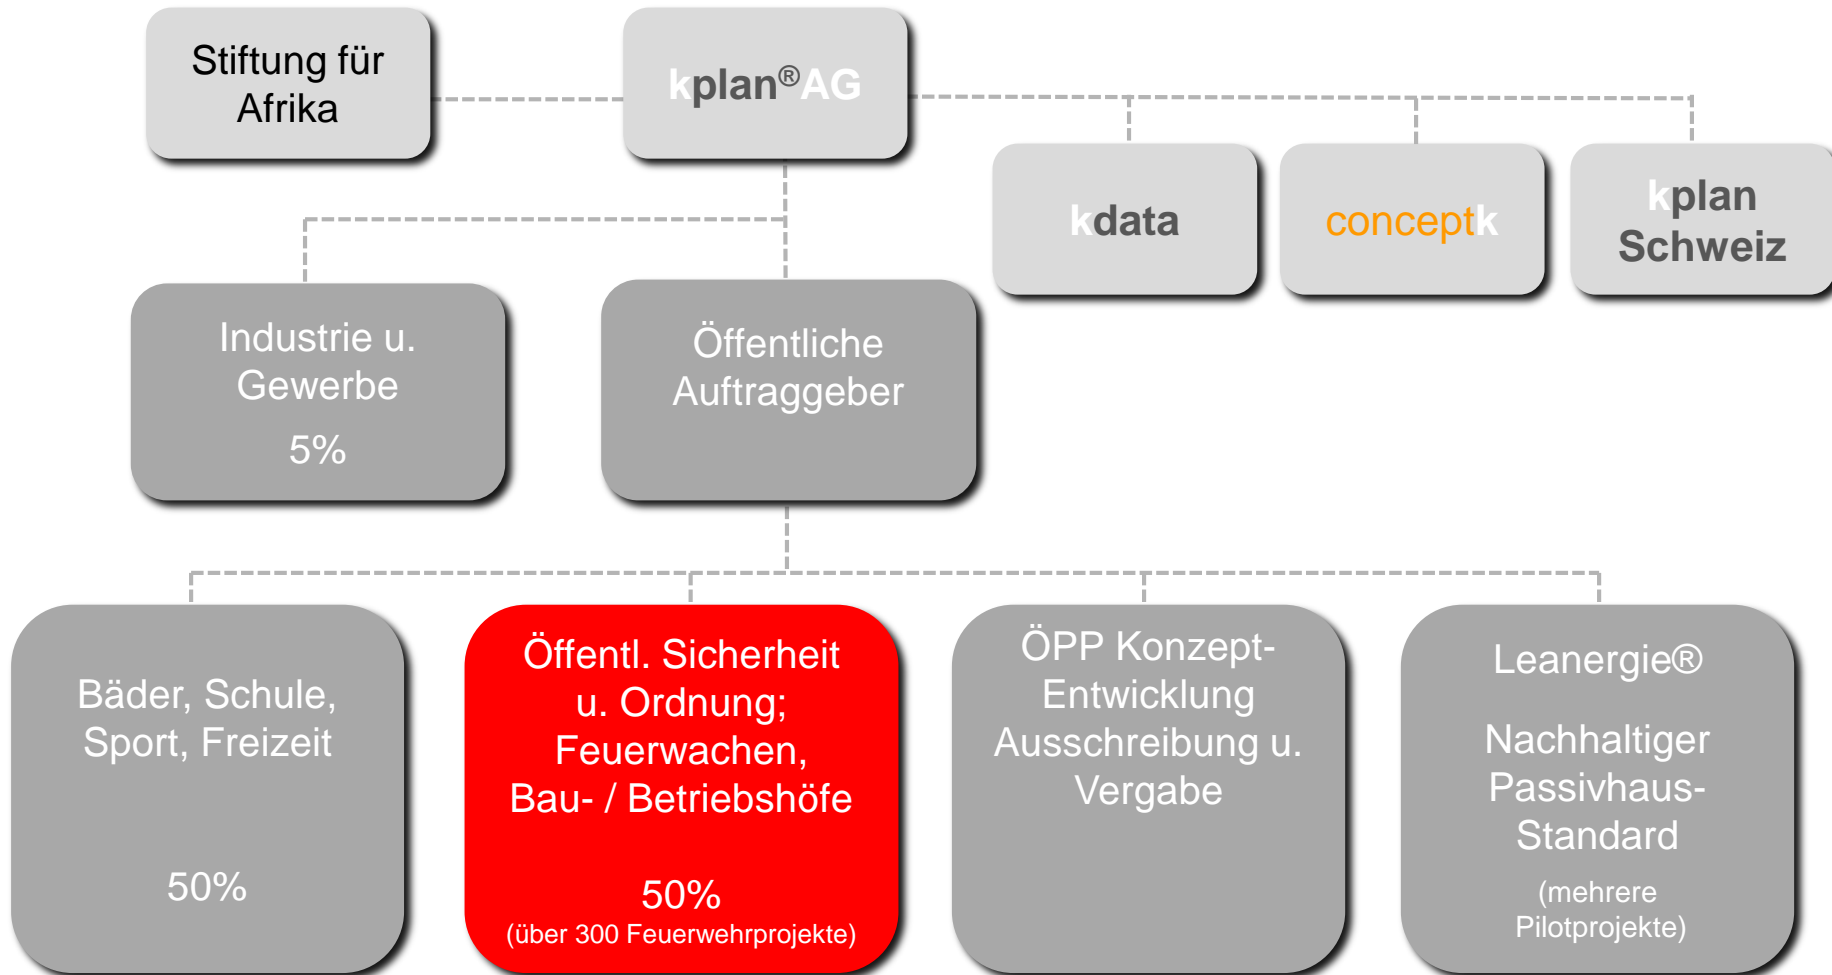 Stiftung für
Afrika
kplan®AG
kdata
conceptk
kplan
Schweiz
Industrie u.
Gewerbe
5%
Öffentliche
Auftraggeber
Bäder, Schule,
Sport, Freizeit
50%
Öffentl. Sicherheit
u. Ordnung;
Feuerwachen,
Bau- / Betriebshöfe
50%
(über 300 Feuerwehrprojekte)
ÖPP Konzept-
Entwicklung
Ausschreibung u.
Vergabe
Leanergie®
Nachhaltiger
Passivhaus-
Standard
(mehrere
Pilotprojekte)